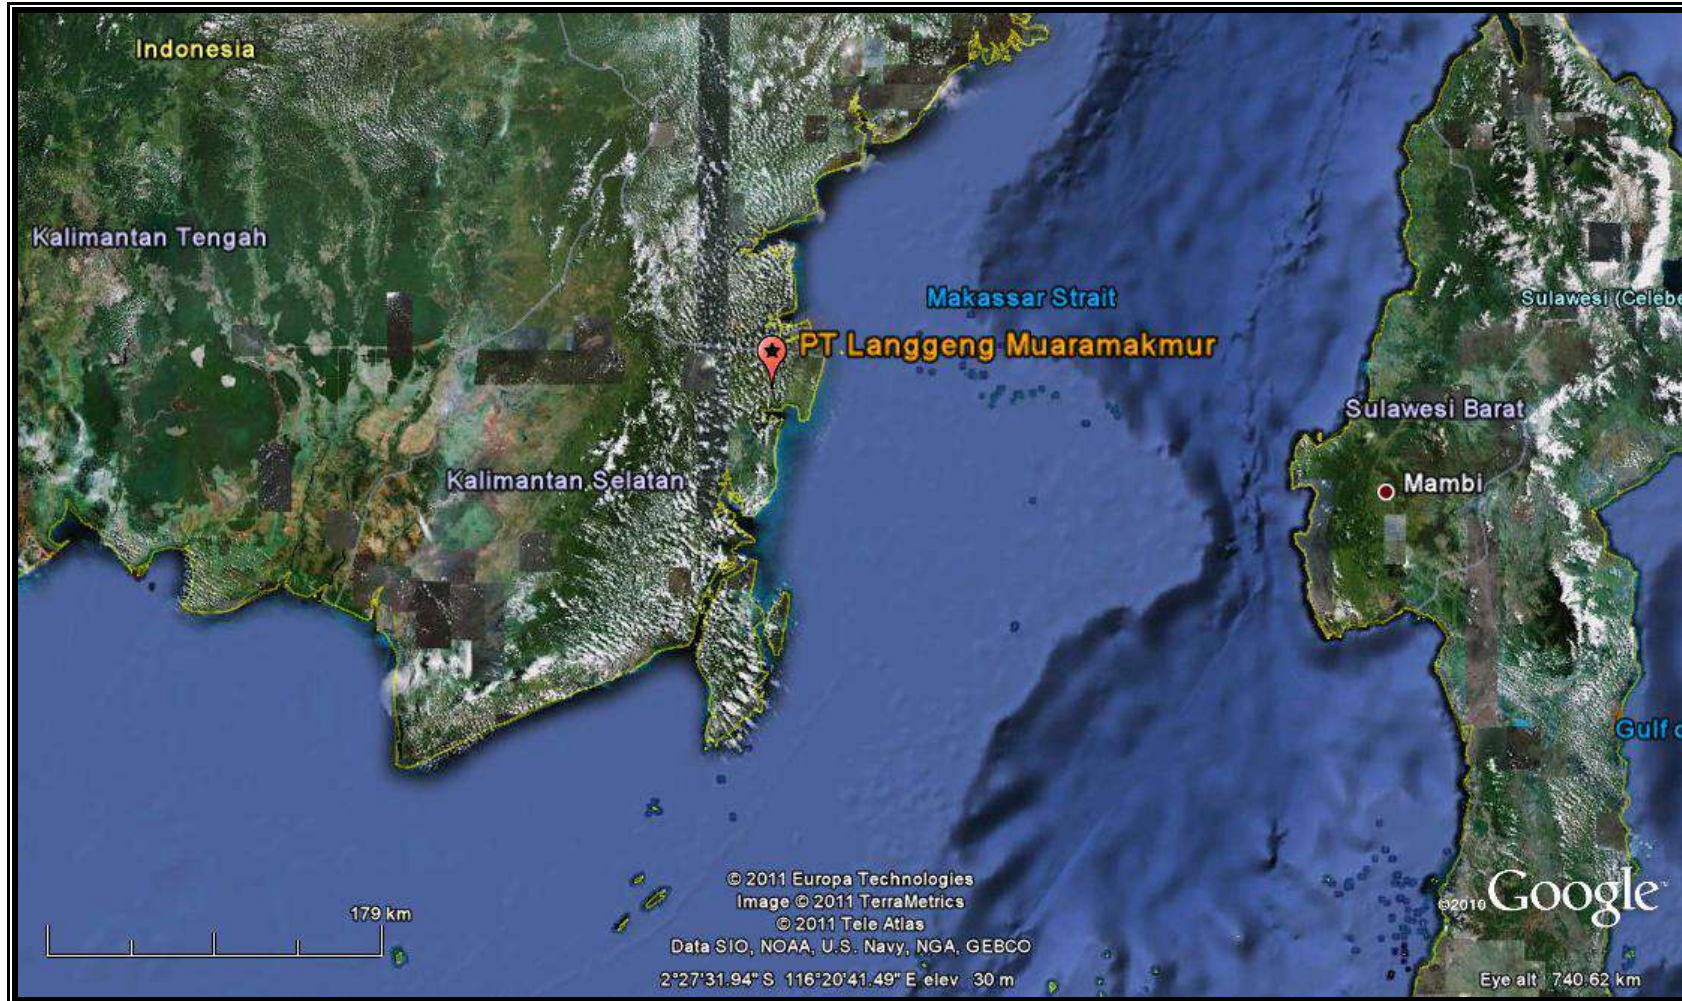 Indonesia
Kalimantan Tengah
Makassar Strait
Sulawesi (Celebe
PT Langgeng Muaramakmur
Sulawesi Barat
Kalimantan Selatan
Mambi
Gulf o
© 2011 Europa Technologies
Image © 2011 TerraMetrics
© 2011 Tele Atlas
Data SIO, NOAA, U.S. Navy, NGA, GEBCO
©2010 Google
179 km
2°27'31.94" S 116°20'41.49" E elev 30 m
Eye alt 740.62 km